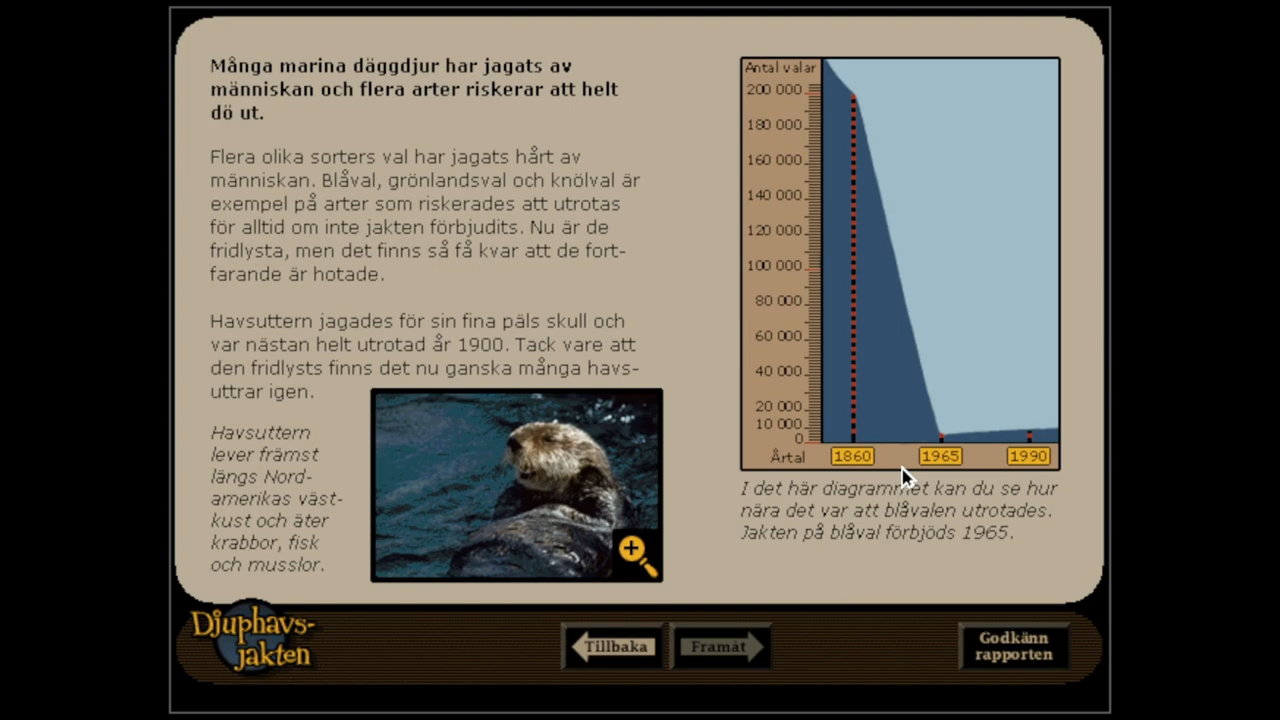 Många marina däggdjur har jagats av
människan och flera arter riskerar att helt
dö ut.
Flera olika sorters val har jagats hårt av
människan. Blåval, grönlandsval och knölval är
exempel på arter som riskerades att utrotas
för alltid om inte jakten förbjudits. Nu är de
fridlysta, men det finns så få kvar att de fort-
farande är hotade.
Havsuttern jagades för sin fina päls skull och
var nästan helt utrotad år 1900. Tack vare att
den fridlysts finns det nu ganska många havs-
uttrar igen.
Havsuttern
lever främst
längs Nord-
amerikas väst-
kust och äter
krabbor, fisk
och musslor.
Antal valar
200 000
180 000
160 000
140 000
120 000
100 000
80 000
60 000
40 000
20 000
10 000
0
Årtal 1860 1965 1990
I det här diagrammet kan du se hur
nära det var att blåvalen utrotades.
Jakten på blåval förbjöds 1965.
Djuphavs-
jakten
Tillbaka
Framåt
Godkänn
rapporten